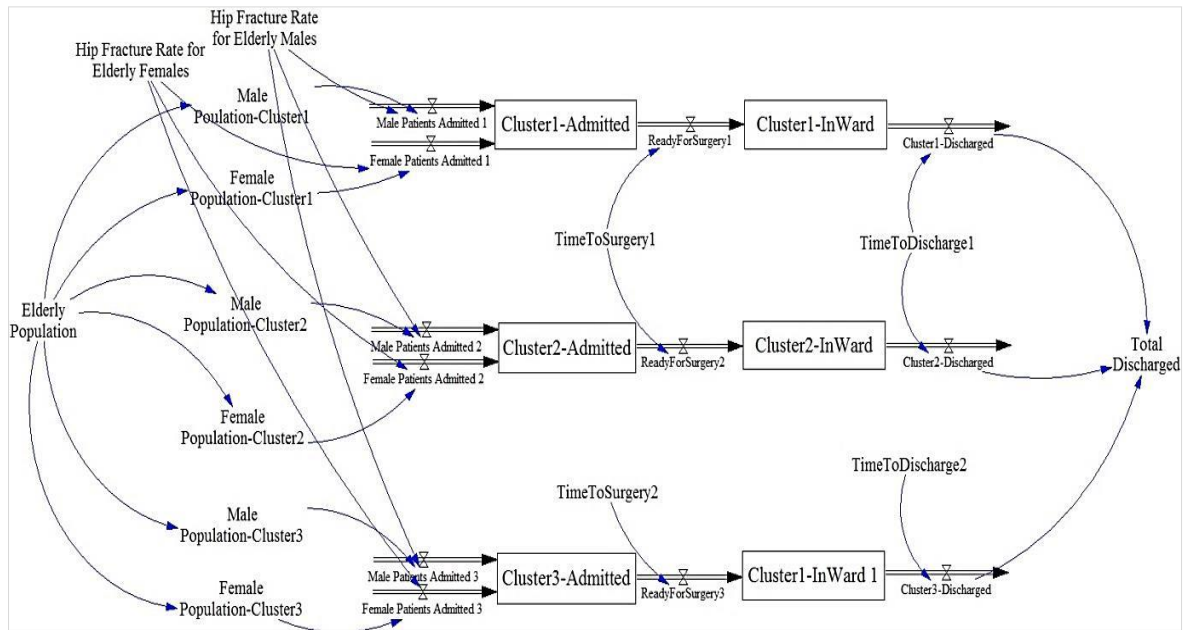 Hip Fracture Rate
for Elderly Males
Hip Fracture Rate for
Elderly Females
Male
Poulation-Cluster1
Male Patients Admitted 1
Cluster1-Admitted
ReadyForSurgery1
Cluster1-InWard
Cluster1-Discharged
Female Patients Admitted 1
Female
Population-Cluster1
TimeToSurgery1
TimeToDischarge1
Elderly
Population
Male
Population-Cluster2
Male Patients Admitted 2
Cluster2-Admitted
ReadyForSurgery2
Cluster2-InWard
Cluster2-Discharged
Total
Discharged
Female Patients Admitted 2
Female
Population-Cluster2
TimeToSurgery2
TimeToDischarge2
Male
Population-Cluster3
Male Patients Admitted 3
Cluster3-Admitted
ReadyForSurgery3
Cluster1-InWard 1
Cluster3-Discharged
Female
Population-Cluster3
Female Patients Admitted 3